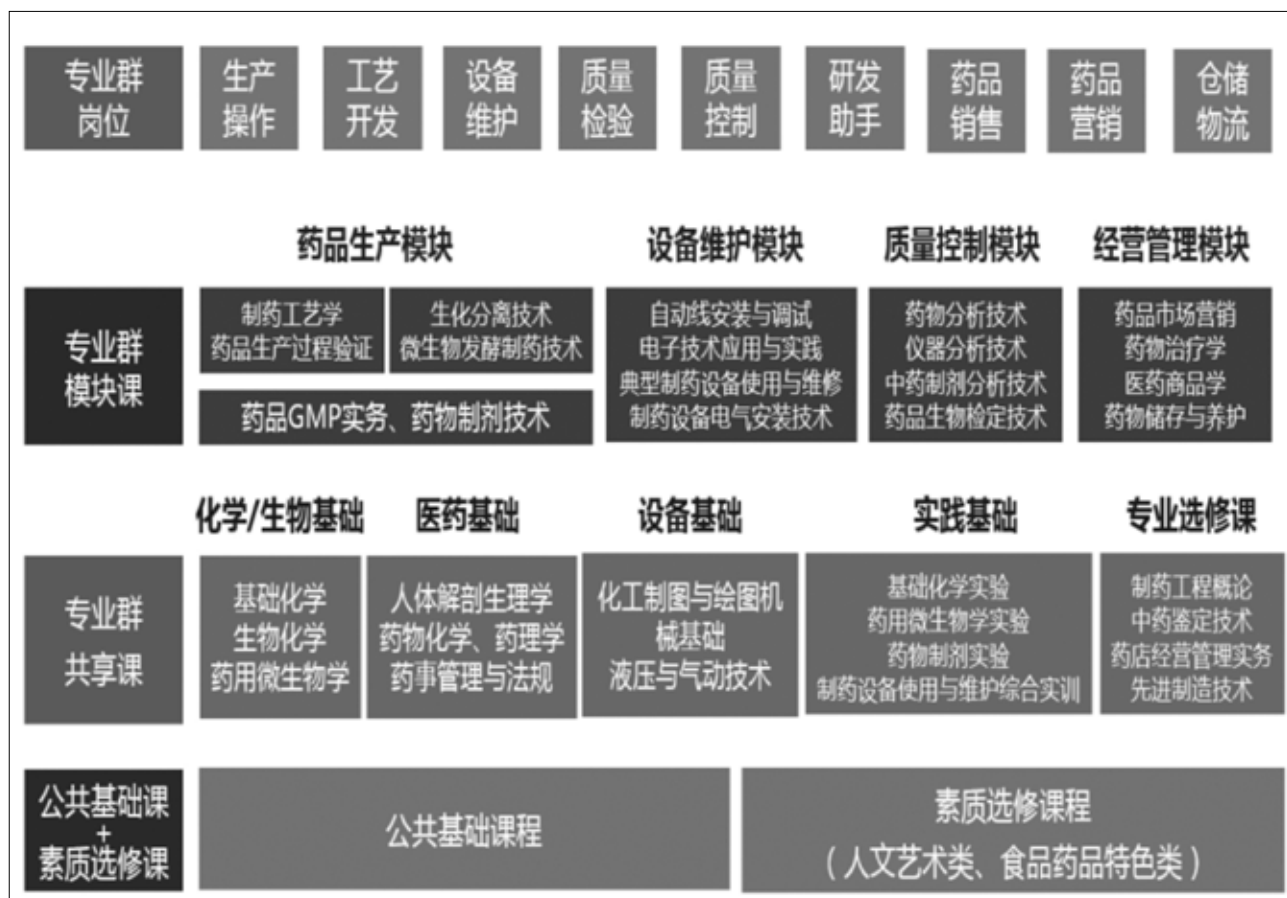 专业群
岗位
生产
操作
工艺
开发
设备
维护
质量
检验
质量
控制
研发
助手
药品
销售
药品
营销
仓储
物流
药品生产模块
设备维护模块
质量控制模块
经营管理模块
专业群
模块课
制药工艺学
药品生产过程验证
生化分离技术
微生物发酵制药技术
药品GMP实务、药物制剂技术
自动线安装与调试
电子技术应用与实践
典型制药设备使用与维修
制药设备电气安装技术
药物分析技术
仪器分析技术
中药制剂分析技术
药品生物检定技术
药品市场营销
药物治疗学
医药商品学
药物储存与养护
化学/生物基础
医药基础
设备基础
实践基础
专业选修课
专业群
共享课
基础化学
生物化学
药用微生物学
人体解剖生理学
药物化学、药理学
药事管理与法规
化工制图与绘图机
械基础
液压与气动技术
基础化学实验
药用微生物学实验
药物制剂实验
制药设备使用与维护综合实训
制药工程概论
中药鉴定技术
药店经营管理实务
先进制造技术
公共基础课
+
素质选修课
公共基础课程
素质选修课程
（人文艺术类、食品药品特色类）